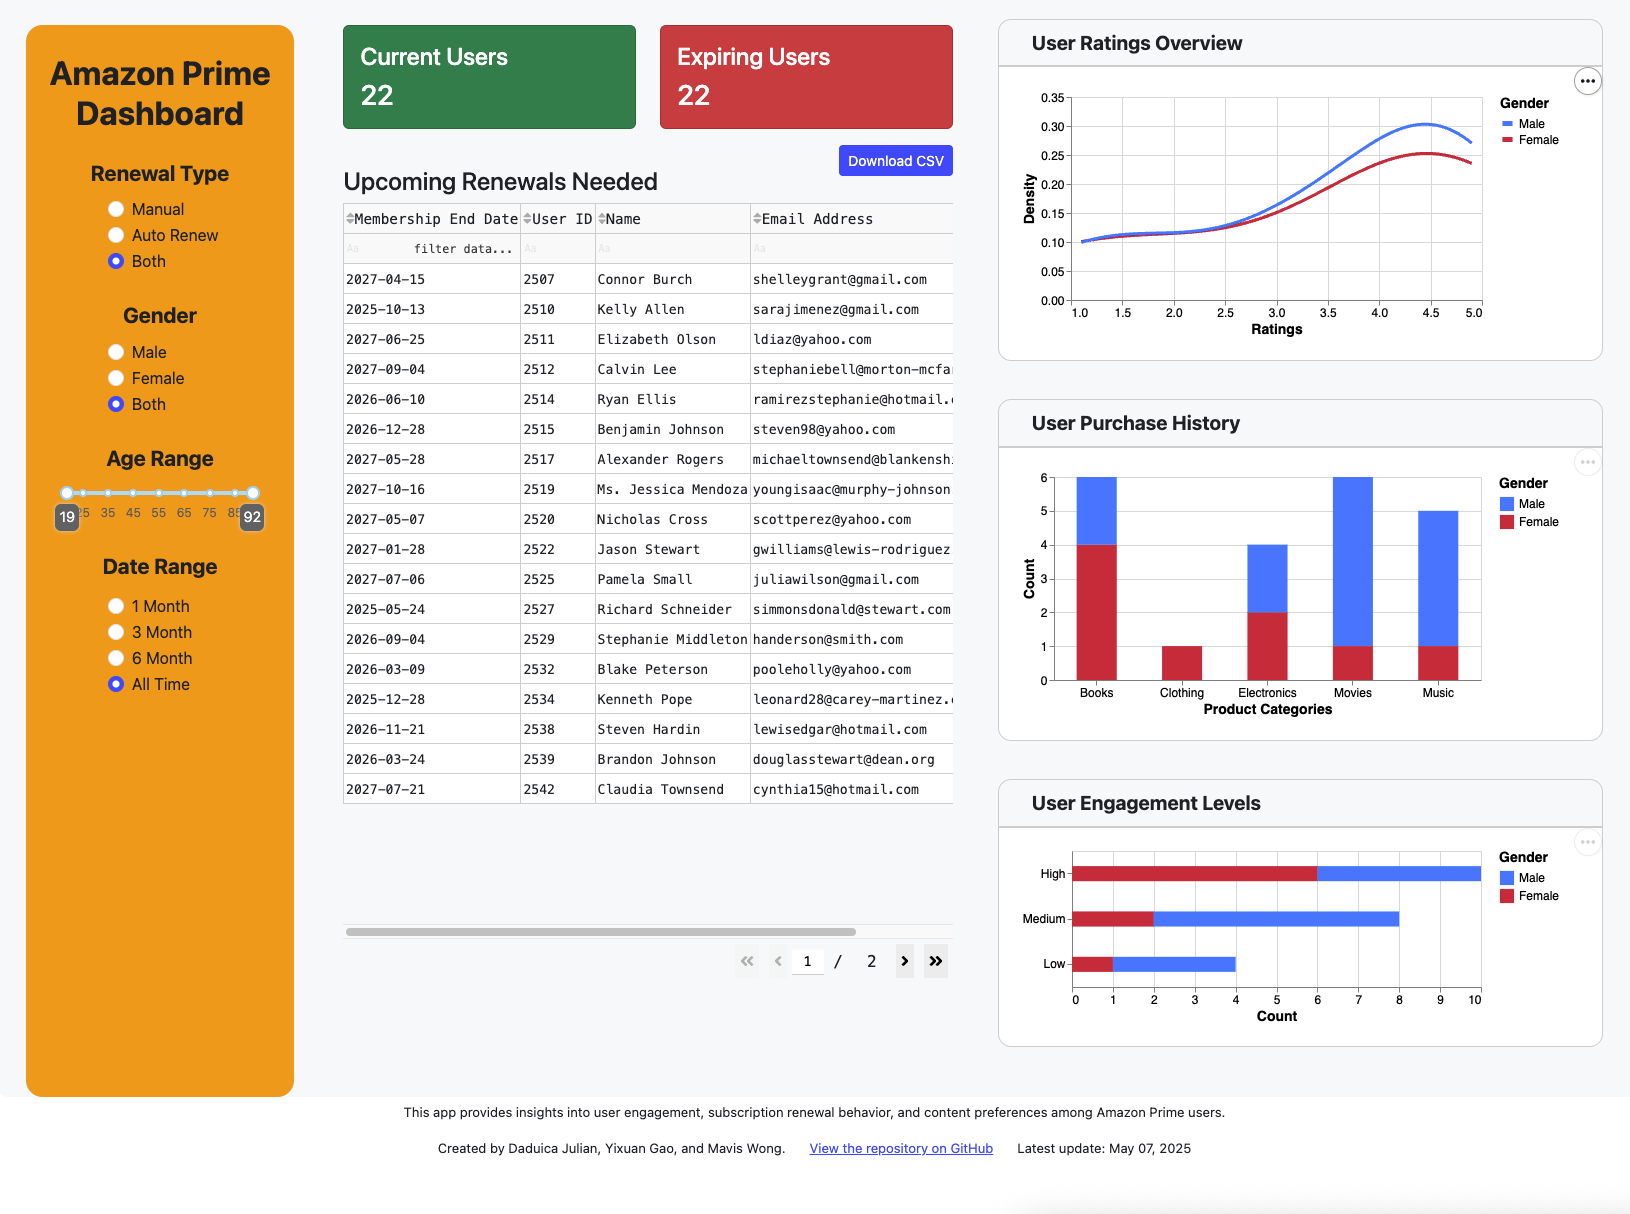 Amazon Prime
Dashboard
Renewal Type
Manual
Auto Renew
Both
Gender
Male
Female
Both
Age Range
25 35 45 55 65 75 85
19 92
Date Range
1 Month
3 Month
6 Month
All Time
Current Users
22
Expiring Users
22
Download CSV
Upcoming Renewals Needed
Membership End Date User ID Name Email Address
Aa filter data... Aa Aa Aa
2027-04-15 2507 Connor Burch shelleygrant@gmail.com
2025-10-13 2510 Kelly Allen sarajimenez@gmail.com
2027-06-25 2511 Elizabeth Olson ldiaz@yahoo.com
2027-09-04 2512 Calvin Lee stephaniebell@morton-mcfa
2026-06-10 2514 Ryan Ellis ramirezstephanie@hotmail.
2026-12-28 2515 Benjamin Johnson steven98@yahoo.com
2027-05-28 2517 Alexander Rogers michaeltownsend@blankensh
2027-10-16 2519 Ms. Jessica Mendoza youngisaac@murphy-johnson
2027-05-07 2520 Nicholas Cross scottperez@yahoo.com
2027-01-28 2522 Jason Stewart gwilliams@lewis-rodriguez
2027-07-06 2525 Pamela Small juliawilson@gmail.com
2025-05-24 2527 Richard Schneider simmonsdonald@stewart.com
2026-09-04 2529 Stephanie Middleton handerson@smith.com
2026-03-09 2532 Blake Peterson pooleholly@yahoo.com
2025-12-28 2534 Kenneth Pope leonard28@carey-martinez.
2026-11-21 2538 Steven Hardin lewisedgar@hotmail.com
2026-03-24 2539 Brandon Johnson douglasstewart@dean.org
2027-07-21 2542 Claudia Townsend cynthia15@hotmail.com
1 / 2
User Ratings Overview
Density
0.35
0.30
0.25
0.20
0.15
0.10
0.05
0.00
1.0 1.5 2.0 2.5 3.0 3.5 4.0 4.5 5.0
Ratings
Gender
Male
Female
User Purchase History
Count
6
5
4
3
2
1
0
Books Clothing Electronics Movies Music
Product Categories
Gender
Male
Female
User Engagement Levels
High
Medium
Low
0 1 2 3 4 5 6 7 8 9 10
Count
Gender
Male
Female
This app provides insights into user engagement, subscription renewal behavior, and content preferences among Amazon Prime users.
Created by Daduica Julian, Yixuan Gao, and Mavis Wong. View the repository on GitHub Latest update: May 07, 2025